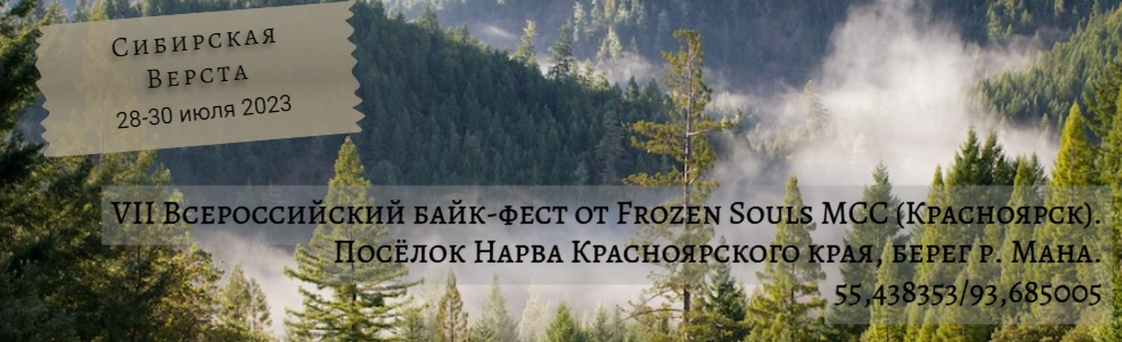 Сибирская
Верста
28-30 июля 2023
VII Всероссийский байк-фест от Frozen Souls MCC (Красноярск).
Посёлок Нарва Красноярского края, берег р. Мана.
55,438353/93,685005